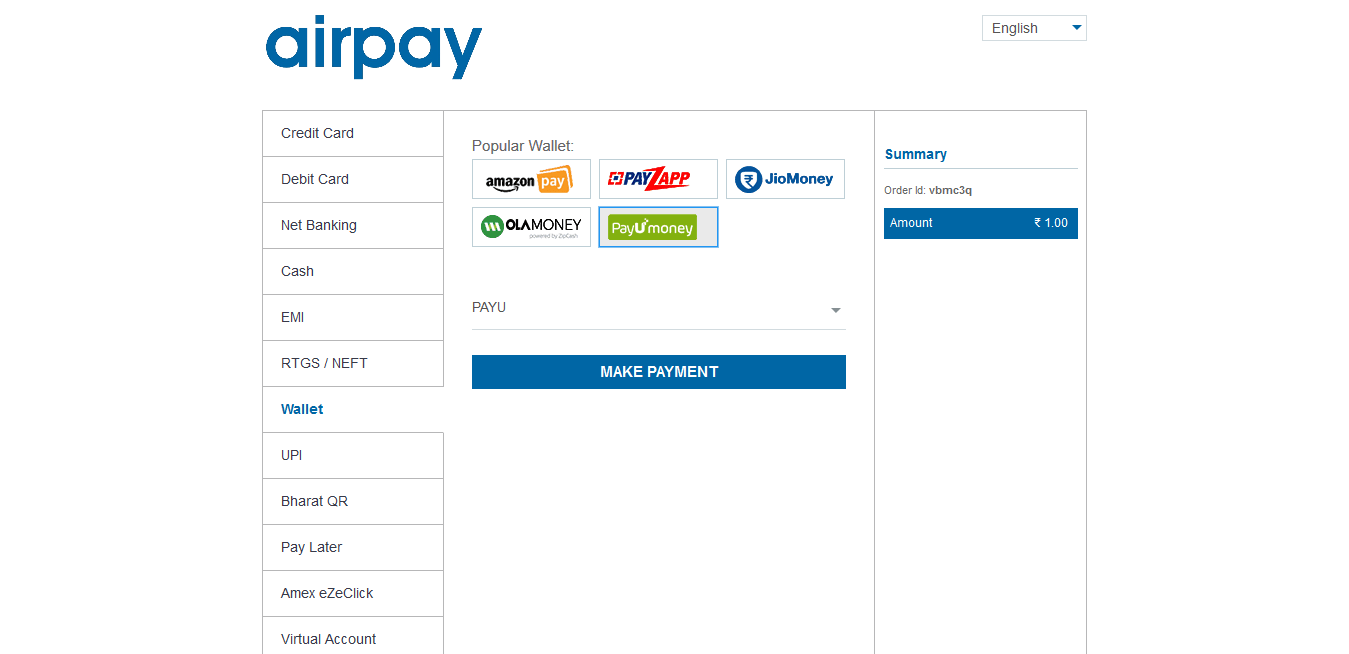 airpay
English
Credit Card
Debit Card
Net Banking
Cash
EMI
RTGS / NEFT
Wallet
UPI
Bharat QR
Pay Later
Amex eZeClick
Virtual Account
Popular Wallet:
amazon pay
PAYZAPP
JioMoney
OLAMONEY
powered by ZipCash
PayUmoney
PAYU
MAKE PAYMENT
Summary
Order Id: vbmc3q
Amount ₹ 1.00